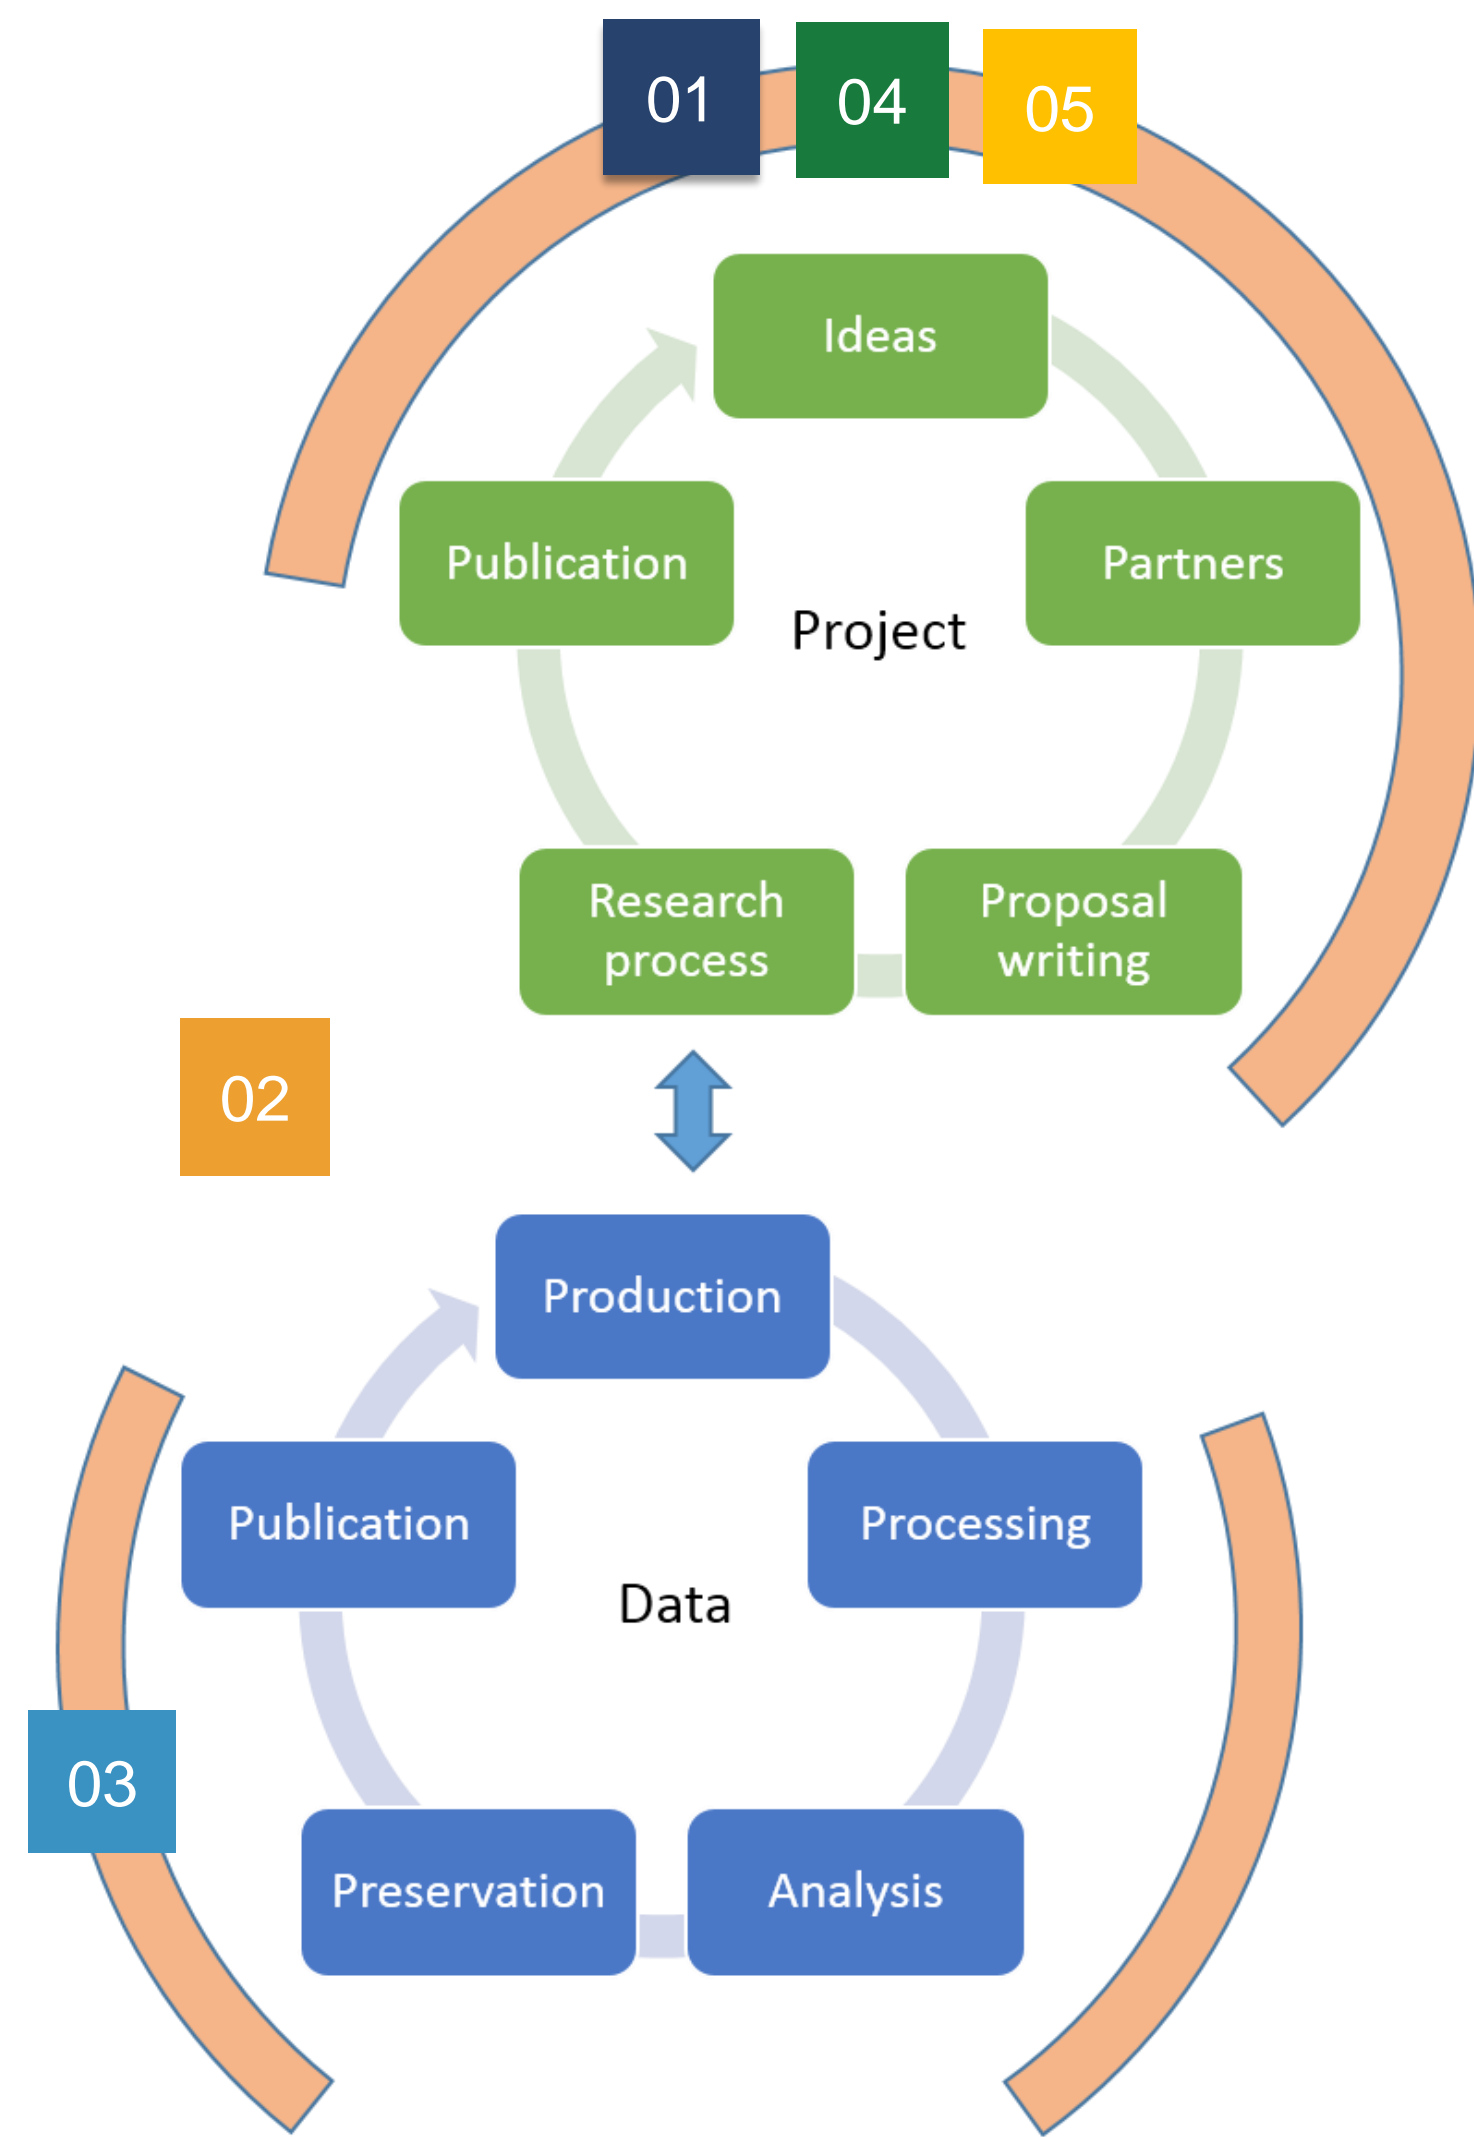 01
04
05
Ideas
Publication
Partners
Project
Research
process
Proposal
writing
02
Production
Publication
Processing
Data
03
Preservation
Analysis